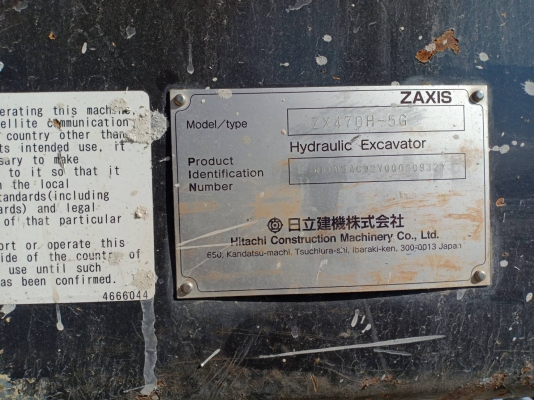 erating this machine
ellite communication
country other than
ts intended use, it
sary to make
to it so that it
n the local
tandards(including
ards) and legal
of that particular
ort or operate this
ide of the country of
use until such
as been confirmed.
4666044
ZAXIS
Model/type ZX470H-5G
Hydraulic Excavator
Product
Identification
Number
日立建機株式会社
Hitachi Construction Machinery Co., Ltd.
650, Kandatsu-machi, Tsuchiura-shi, Ibaraki-ken, 300-0013 Japan